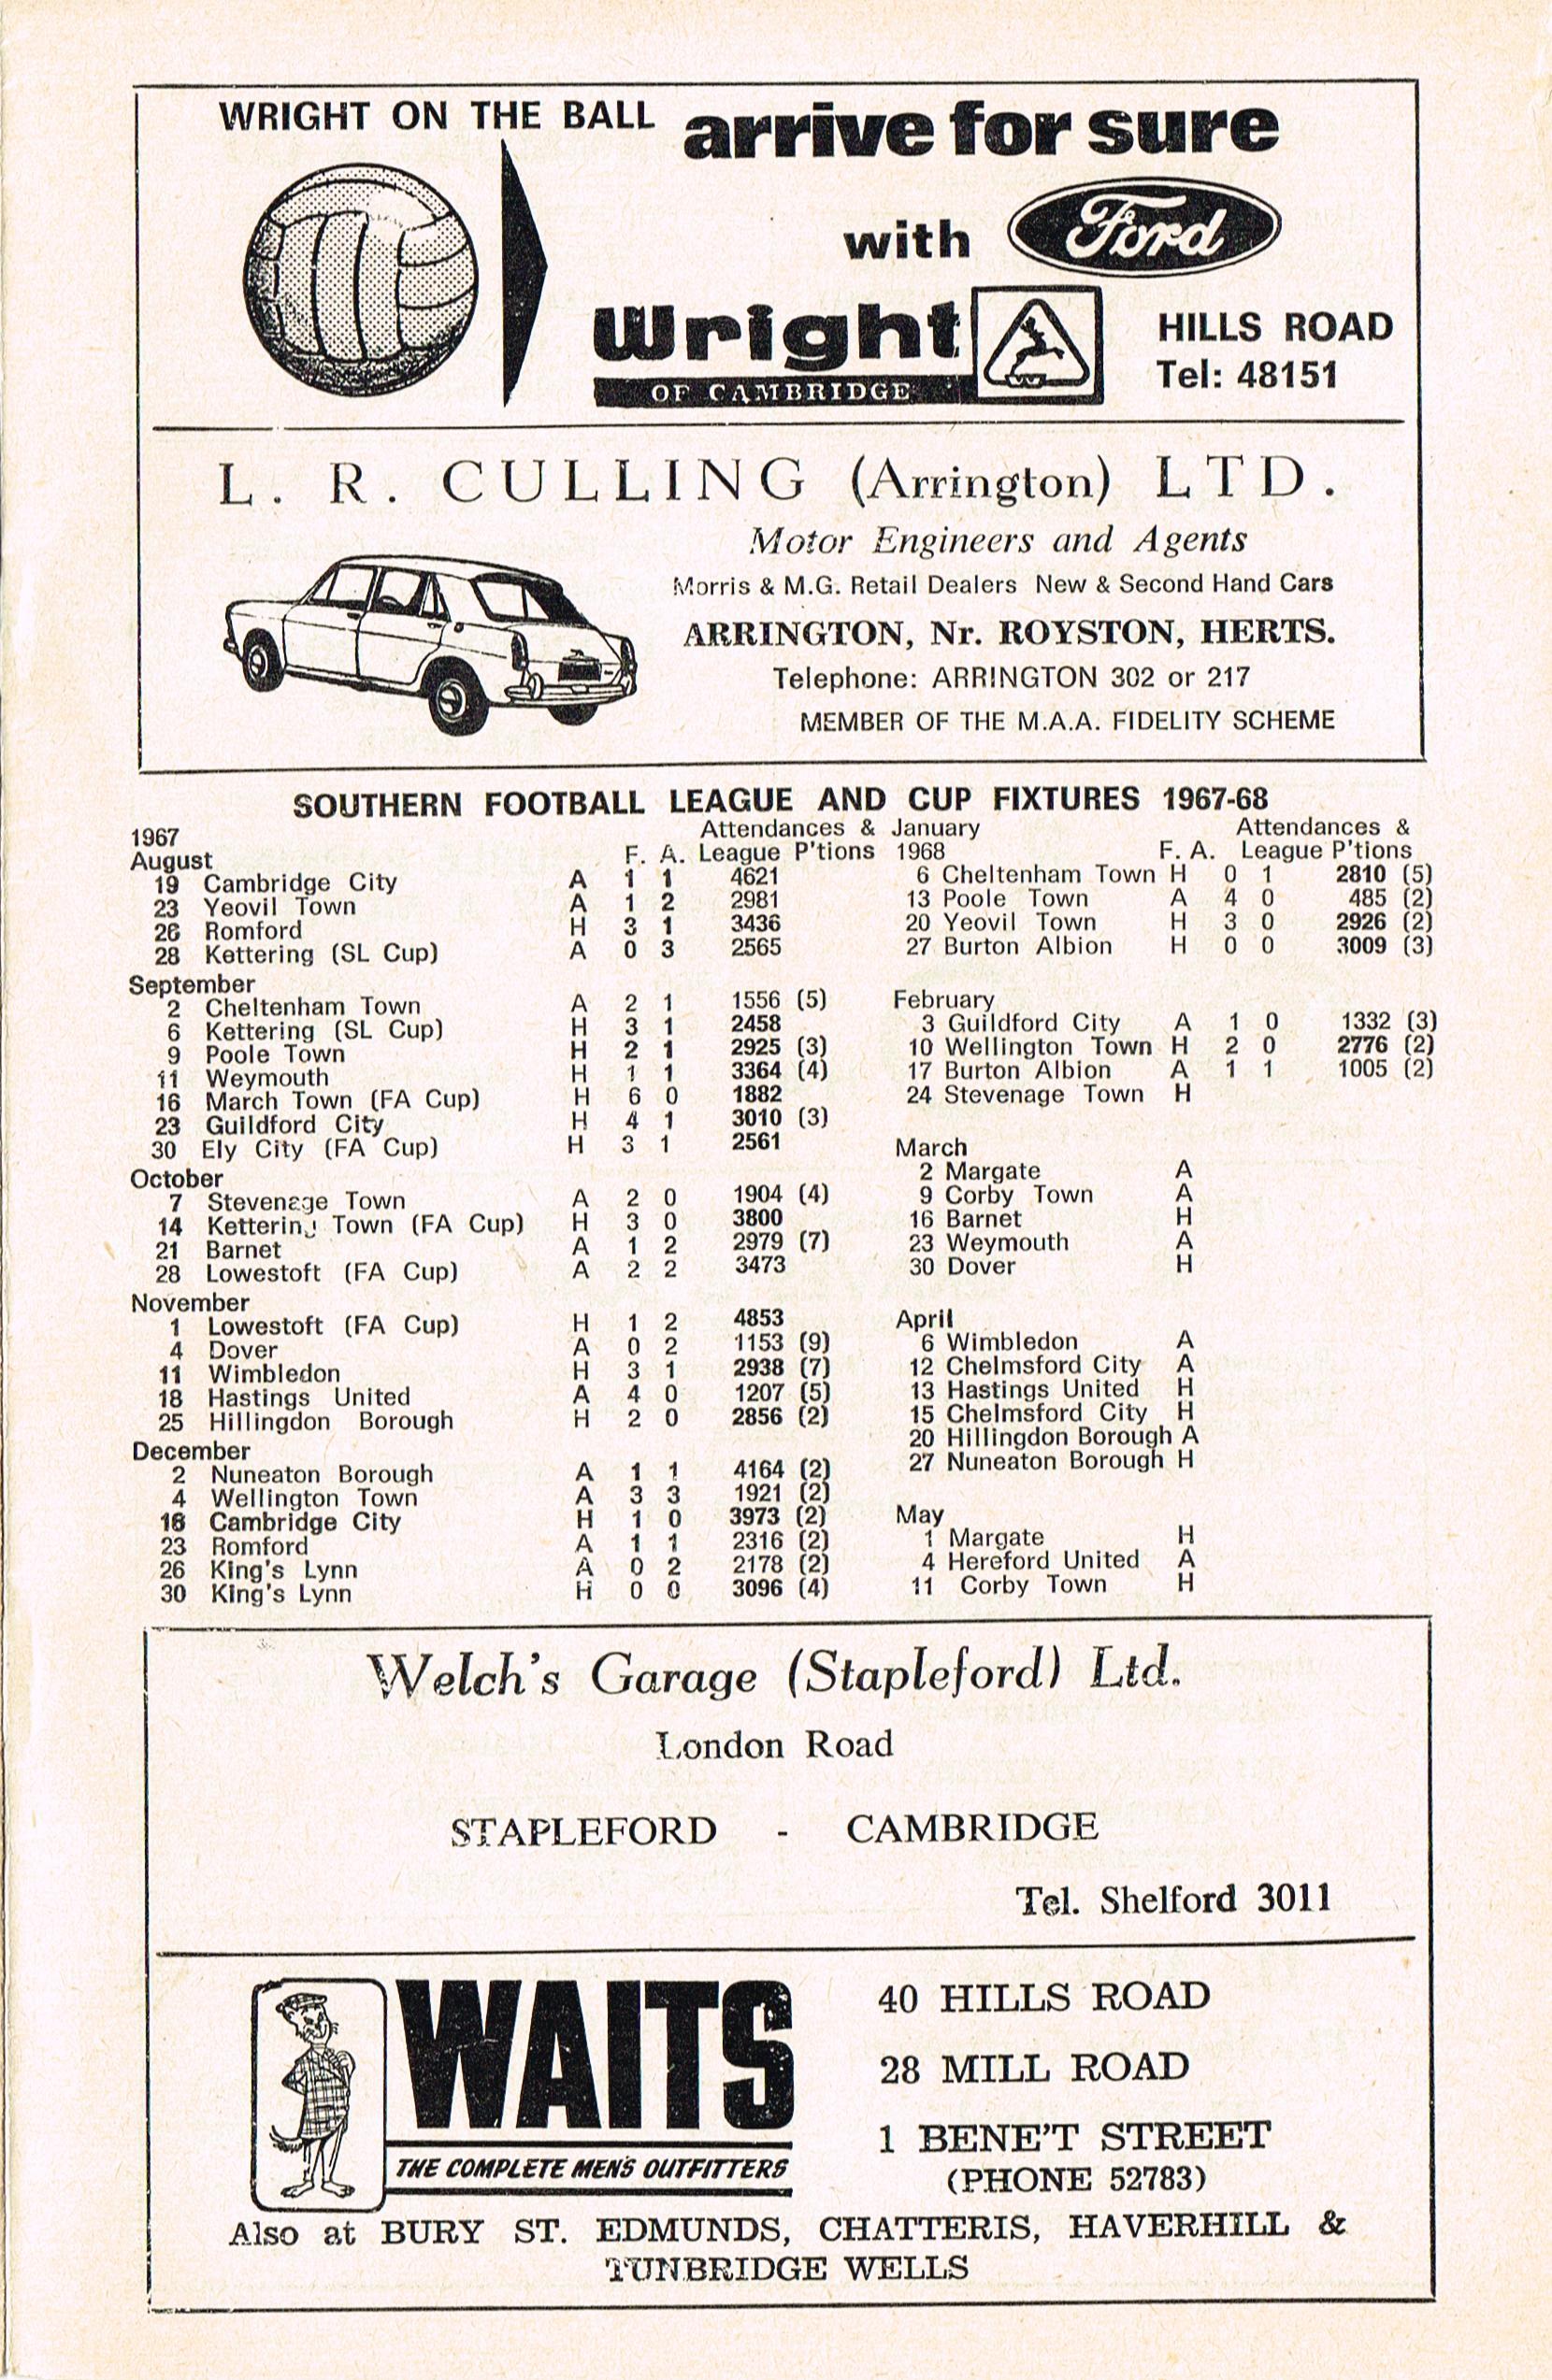 WRIGHT ON THE BALL
arrive for sure
with Ford
Wright
OF CAMBRIDGE
HILLS ROAD
Tel: 48151
L. R. CULLING (Arrington) LTD.
Motor Engineers and Agents
Morris & M.G. Retail Dealers New & Second Hand Cars
ARRINGTON, Nr. ROYSTON, HERTS.
Telephone: ARRINGTON 302 or 217
MEMBER OF THE M.A.A. FIDELITY SCHEME
SOUTHERN FOOTBALL LEAGUE AND CUP FIXTURES 1967-68
1967 Attendances &
August F. A. League P'tions
19 Cambridge City A 1 1 4621
23 Yeovil Town A 1 2 2981
26 Romford H 3 1 3436
28 Kettering (SL Cup) A 0 3 2565
September
2 Cheltenham Town A 2 1 1556 (5)
6 Kettering (SL Cup) H 3 1 2458
9 Poole Town H 2 1 2925 (3)
11 Weymouth H 1 1 3364 (4)
16 March Town (FA Cup) H 6 0 1882
23 Guildford City H 4 1 3010 (3)
30 Ely City (FA Cup) H 3 1 2561
October
7 Stevenage Town A 2 0 1904 (4)
14 Kettering Town (FA Cup) H 3 0 3800
21 Barnet A 1 2 2979 (7)
28 Lowestoft (FA Cup) A 2 2 3473
November
1 Lowestoft (FA Cup) H 1 2 4853
4 Dover A 0 2 1153 (9)
11 Wimbledon H 3 1 2938 (7)
18 Hastings United A 4 0 1207 (5)
25 Hillingdon Borough H 2 0 2856 (2)
December
2 Nuneaton Borough A 1 1 4164 (2)
4 Wellington Town A 3 3 1921 (2)
16 Cambridge City H 1 0 3973 (2)
23 Romford A 1 1 2316 (2)
26 King's Lynn A 0 2 2178 (2)
30 King's Lynn H 0 0 3096 (4)
January Attendances &
1968 F. A. League P'tions
6 Cheltenham Town H 0 1 2810 (5)
13 Poole Town A 4 0 485 (2)
20 Yeovil Town H 3 0 2926 (2)
27 Burton Albion H 0 0 3009 (3)
February
3 Guildford City A 1 0 1332 (3)
10 Wellington Town H 2 0 2776 (2)
17 Burton Albion A 1 1 1005 (2)
24 Stevenage Town H
March
2 Margate A
9 Corby Town A
16 Barnet H
23 Weymouth A
30 Dover H
April
6 Wimbledon A
12 Chelmsford City A
13 Hastings United H
15 Chelmsford City H
20 Hillingdon Borough A
27 Nuneaton Borough H
May
1 Margate H
4 Hereford United A
11 Corby Town H
Welch's Garage (Stapleford) Ltd.
London Road
STAPLEFORD - CAMBRIDGE
Tel. Shelford 3011
WAITS
THE COMPLETE MEN'S OUTFITTERS
40 HILLS ROAD
28 MILL ROAD
1 BENE'T STREET
(PHONE 52783)
Also at BURY ST. EDMUNDS, CHATTERIS, HAVERHILL &
TUNBRIDGE WELLS